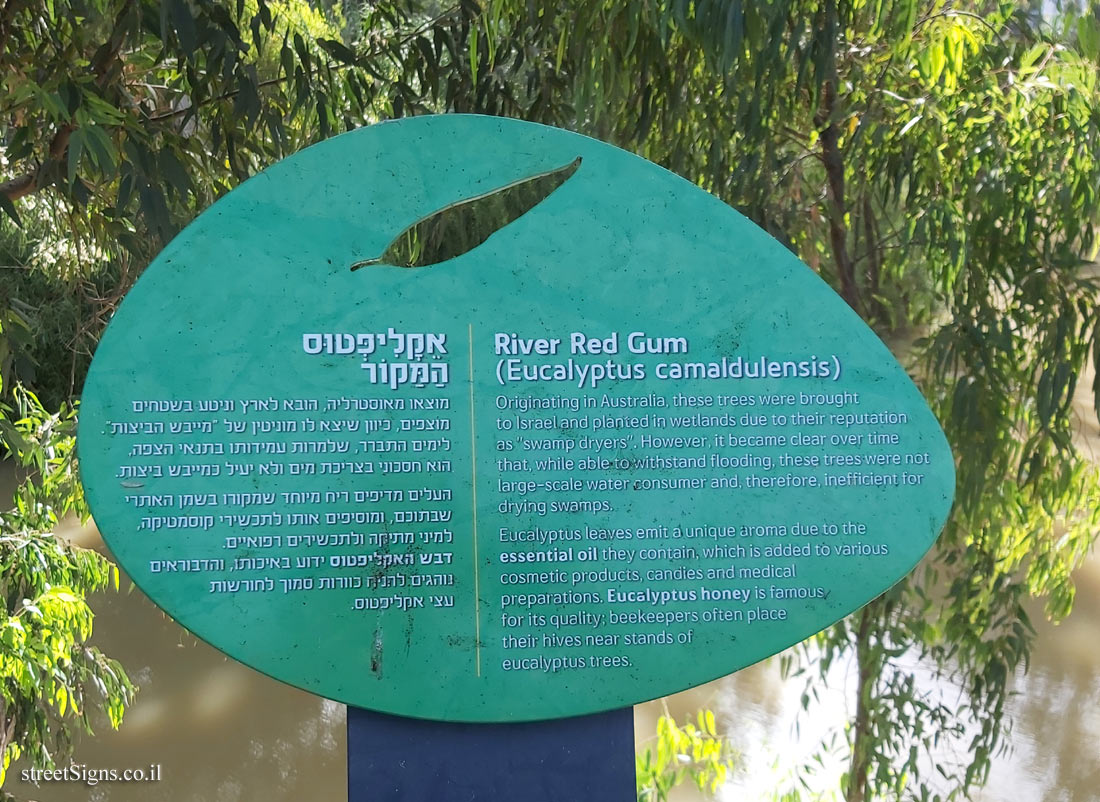 אֵקָלִיפְּטוּס
הַמָּקוֹר
מוצאו מאוסטרליה, הובא לארץ וניטע בשטחים
מוצפים, כיוון שיצא לו מוניטין של "מייבש הביצות".
לימים התברר, שלמרות עמידותו בתנאי הצפה,
הוא חסכוני בצריכת מים ולא יעיל כמייבש ביצות.
העלים מדיפים ריח מיוחד שמקורו בשמן האתרי
שבתוכם, ומוסיפים אותו לתכשירי קוסמטיקה,
למיני מתיקה ולתכשירים רפואיים.
דבש האקליפטוס ידוע באיכותו, והדבוראים
נוהגים להניח כוורות סמוך לחורשות
עצי אקליפטוס.
River Red Gum
(Eucalyptus camaldulensis)
Originating in Australia, these trees were brought
to Israel and planted in wetlands due to their reputation
as "swamp dryers". However, it became clear over time
that, while able to withstand flooding, these trees were not
large-scale water consumer and, therefore, inefficient for
drying swamps.
Eucalyptus leaves emit a unique aroma due to the
essential oil they contain, which is added to various
cosmetic products, candies and medical
preparations. Eucalyptus honey is famous
for its quality; beekeepers often place
their hives near stands of
eucalyptus trees.
streetSigns.co.il